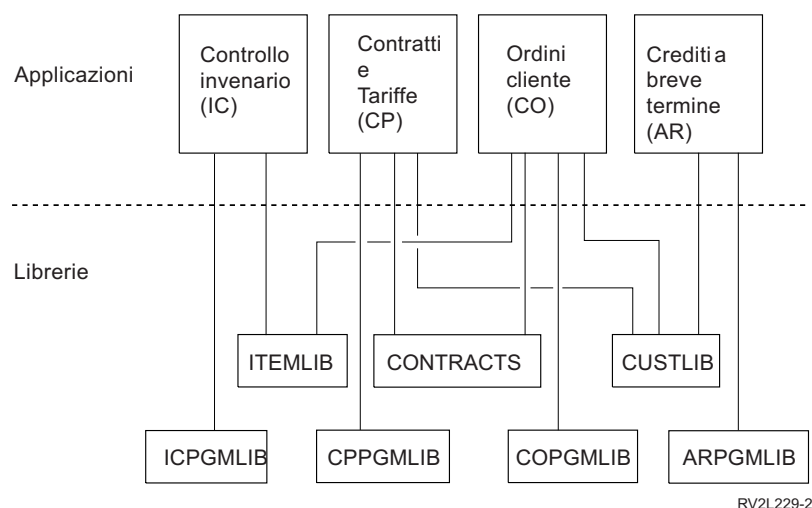 Applicazioni
Controllo
invenario
(IC)
Contratti
e
Tariffe
(CP)
Ordini
cliente
(CO)
Crediti a
breve
termine
(AR)
Librerie
ITEMLIB
CONTRACTS
CUSTLIB
ICPGMLIB
CPPGMLIB
COPGMLIB
ARPGMLIB
RV2L229-2